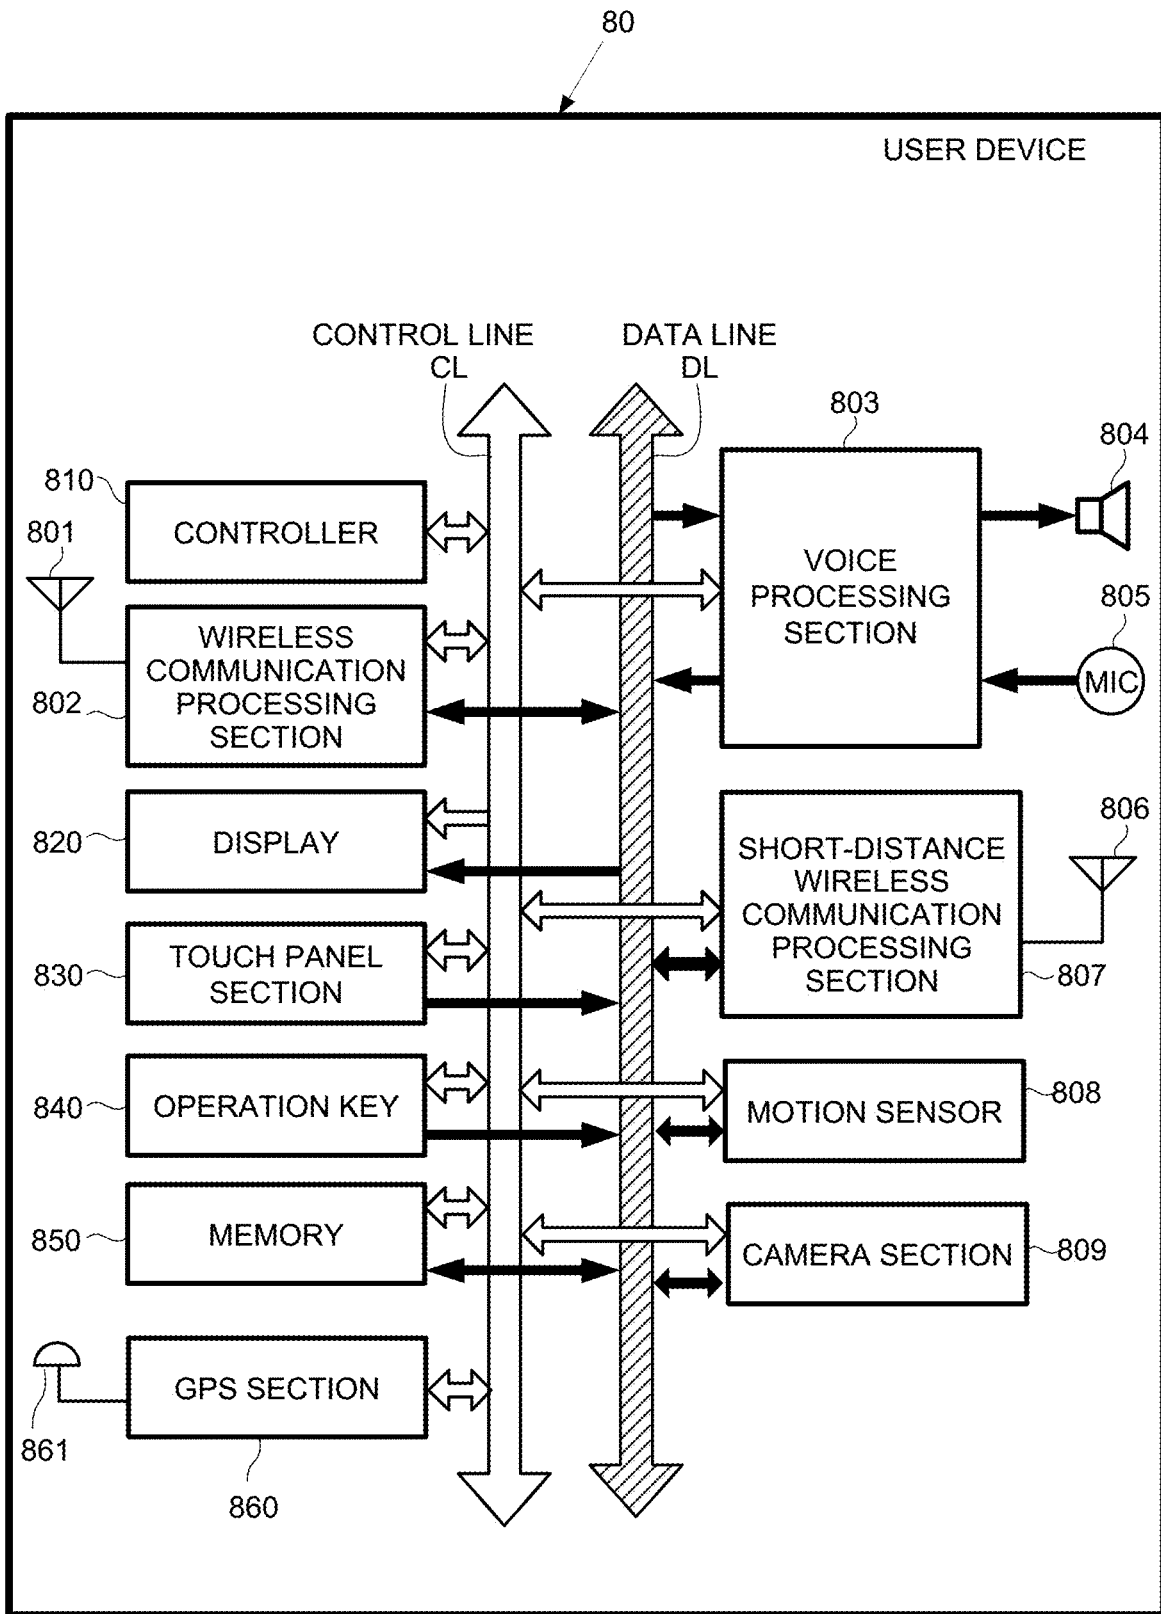 80
USER DEVICE
CONTROL LINE
CL
DATA LINE
DL
803
804
810
CONTROLLER
801
VOICE
PROCESSING
SECTION
805
MIC
WIRELESS
COMMUNICATION
PROCESSING
SECTION
802
806
DISPLAY
820
SHORT-DISTANCE
WIRELESS
COMMUNICATION
PROCESSING
SECTION
807
TOUCH PANEL
SECTION
830
OPERATION KEY
840
MOTION SENSOR
808
MEMORY
850
CAMERA SECTION
809
GPS SECTION
861
860